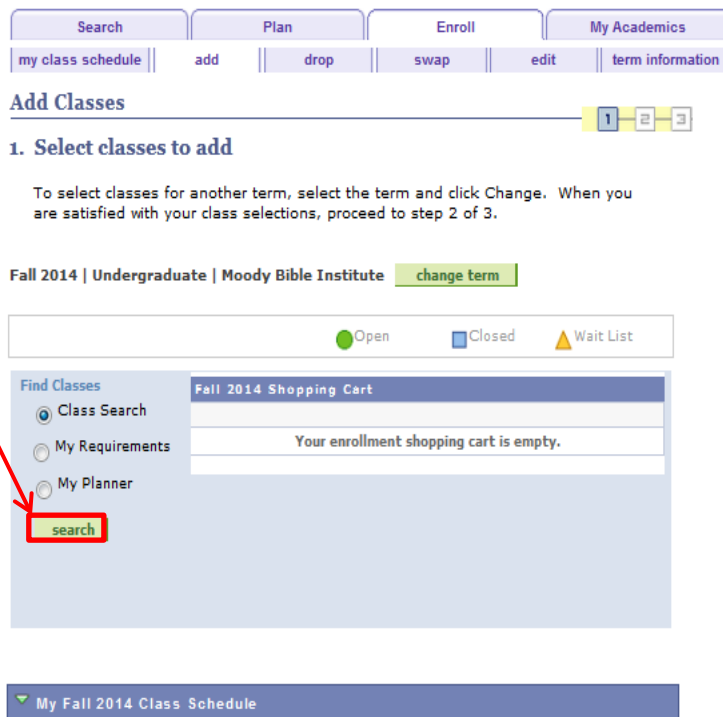 Search Plan Enroll My Academics
my class schedule add drop swap edit term information
Add Classes
1 2 3
1. Select classes to add
To select classes for another term, select the term and click Change. When you
are satisfied with your class selections, proceed to step 2 of 3.
Fall 2014 | Undergraduate | Moody Bible Institute change term
Open Closed Wait List
Find Classes
Class Search
My Requirements
My Planner
search
Fall 2014 Shopping Cart
Your enrollment shopping cart is empty.
My Fall 2014 Class Schedule